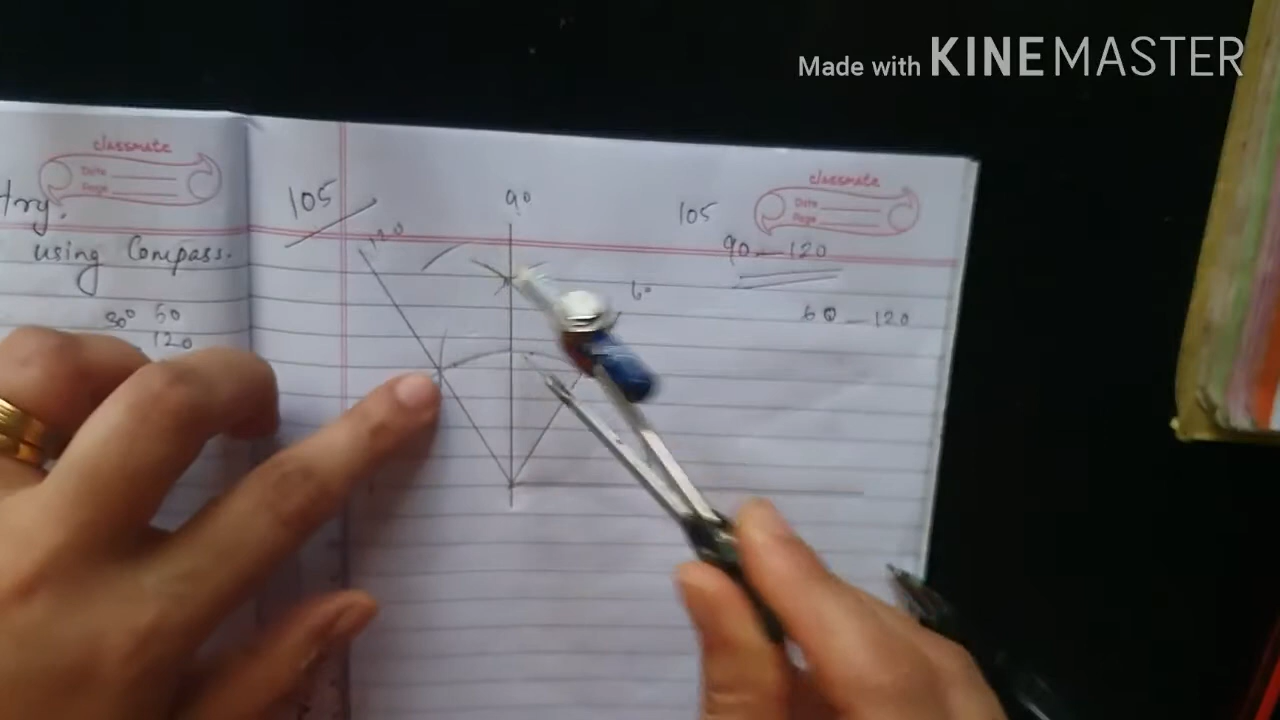 Made with KINEMASTER
classmate
Date
Page
try.
using Compass.
30° 60
120
105
90
120
60
classmate
Date
Page
105
90 — 120
60 — 120